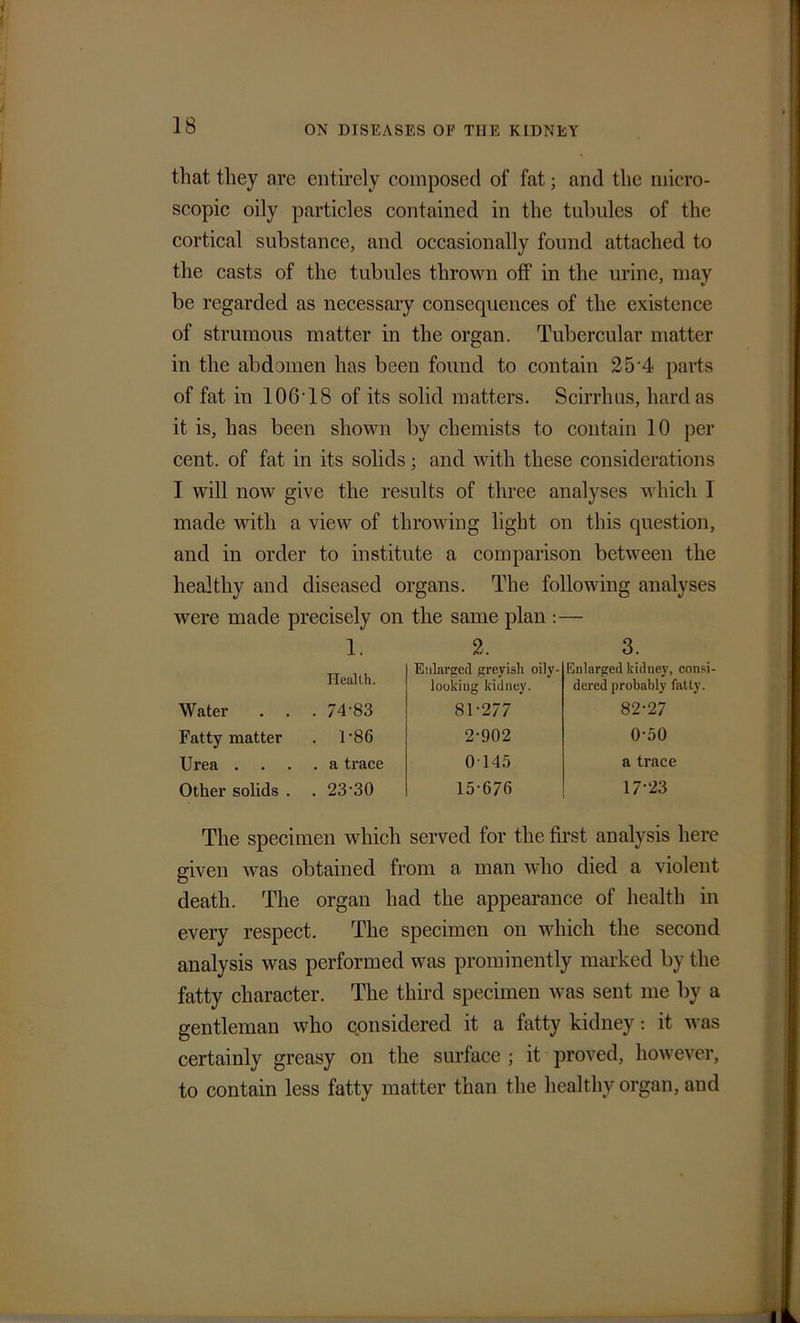 18
ON DISEASES OF THE KIDNEY
that they are entirely composed of fat; and the micro-
scopic oily particles contained in the tubules of the
cortical substance, and occasionally found attached to
the casts of the tubules thrown off in the urine, may
be regarded as necessary consequences of the existence
of strumous matter in the organ. Tubercular matter
in the abdomen has been found to contain 25·4 parts
of fat in 106·18 of its solid matters. Scirrhus, hard as
it is, has been shown by chemists to contain 10 per
cent. of fat in its solids; and with these considerations
I will now give the results of three analyses which I
made with a view of throwing light on this question,
and in order to institute a comparison between the
healthy and diseased organs. The following analyses
were made precisely on the same plan :—
1. 2. 3.
Health. Enlarged greyish oily-looking kidney. Enlarged kidney, consi-dered probably fatty.
Water . . . 74·83 81·277 82·27
Fatty matter . 1·86 2·902 0·50
Urea . . . . a trace 0·145 a trace
Other solids . . 23·30 15·676 17·23
The specimen which served for the first analysis here
given was obtained from a man who died a violent
death. The organ had the appearance of health in
every respect. The specimen on which the second
analysis was performed was prominently marked by the
fatty character. The third specimen was sent me by a
gentleman who considered it a fatty kidney: it was
certainly greasy on the surface ; it proved, however,
to contain less fatty matter than the healthy organ, and